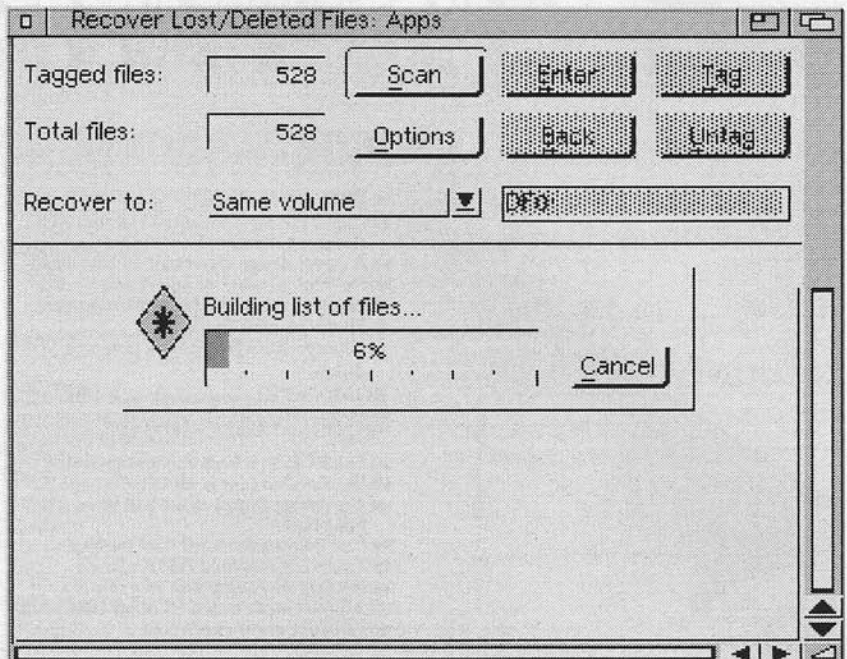 Recover Lost/Deleted Files: Apps
Tagged files: 528 Scan Enter Tag
Total files: 528 Options Back Untag
Recover to: Same volume DF0:
Building list of files...
6%
Cancel